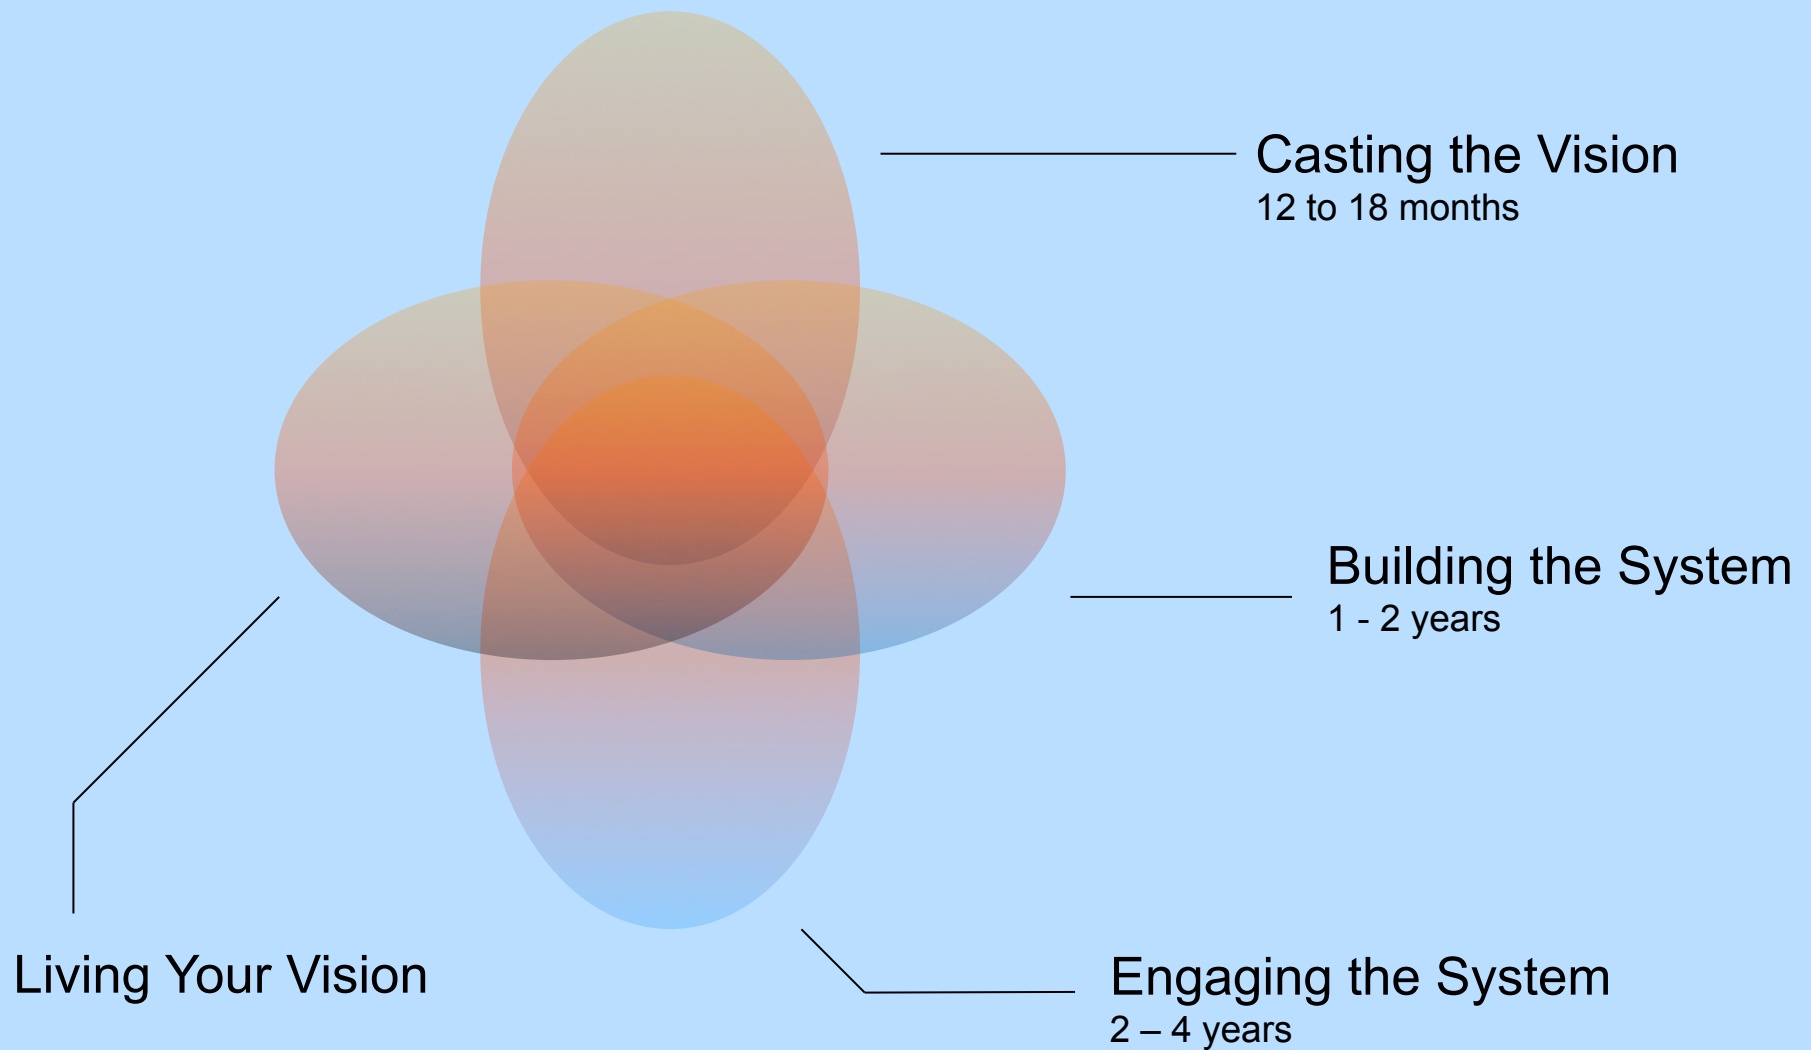 Casting the Vision
12 to 18 months
Building the System
1 - 2 years
Living Your Vision
Engaging the System
2 – 4 years